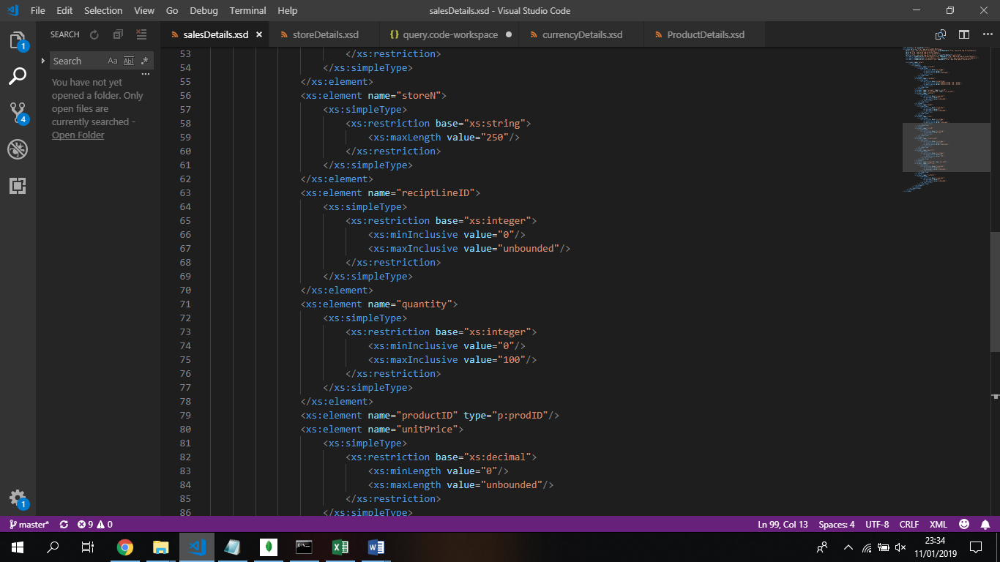 File Edit Selection View Go Debug Terminal Help salesDetails.xsd - Visual Studio Code
SEARCH
salesDetails.xsd storeDetails.xsd {} query.code-workspace currencyDetails.xsd ProductDetails.xsd
1
Search Aa Abl .*
...
You have not yet
opened a folder. Only
open files are
currently searched -
Open Folder
4
1
53 </xs:restriction>
54 </xs:simpleType>
55 </xs:element>
56 <xs:element name="storeN">
57 <xs:simpleType>
58 <xs:restriction base="xs:string">
59 <xs:maxLength value="250"/>
60 </xs:restriction>
61 </xs:simpleType>
62 </xs:element>
63 <xs:element name="reciptLineID">
64 <xs:simpleType>
65 <xs:restriction base="xs:integer">
66 <xs:minInclusive value="0"/>
67 <xs:maxInclusive value="unbounded"/>
68 </xs:restriction>
69 </xs:simpleType>
70 </xs:element>
71 <xs:element name="quantity">
72 <xs:simpleType>
73 <xs:restriction base="xs:integer">
74 <xs:minInclusive value="0"/>
75 <xs:maxInclusive value="100"/>
76 </xs:restriction>
77 </xs:simpleType>
78 </xs:element>
79 <xs:element name="productID" type="p:prodID"/>
80 <xs:element name="unitPrice">
81 <xs:simpleType>
82 <xs:restriction base="xs:decimal">
83 <xs:minLength value="0"/>
84 <xs:maxLength value="unbounded"/>
85 </xs:restriction>
86 </xs:simpleType>
master* 9 0 Ln 99, Col 13 Spaces: 4 UTF-8 CRLF XML
23:34
11/01/2019